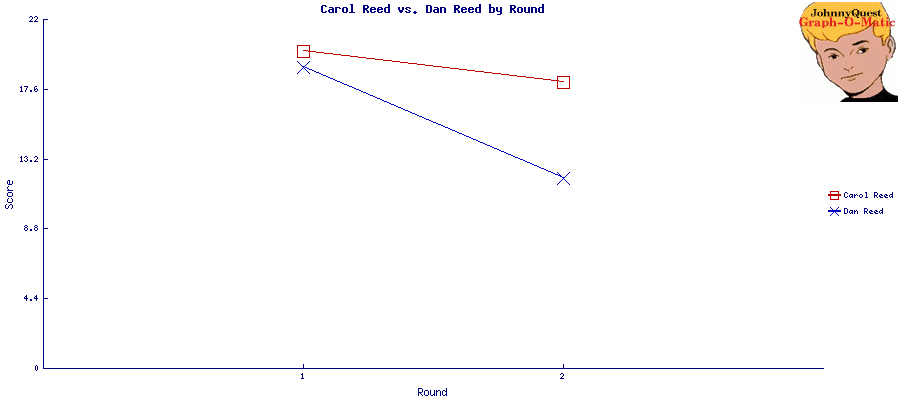 Carol Reed vs. Dan Reed by Round
JohnnyQuest
Graph-O-Matic
22
17.6
13.2
8.8
4.4
0
Score
1
2
Round
Carol Reed
Dan Reed